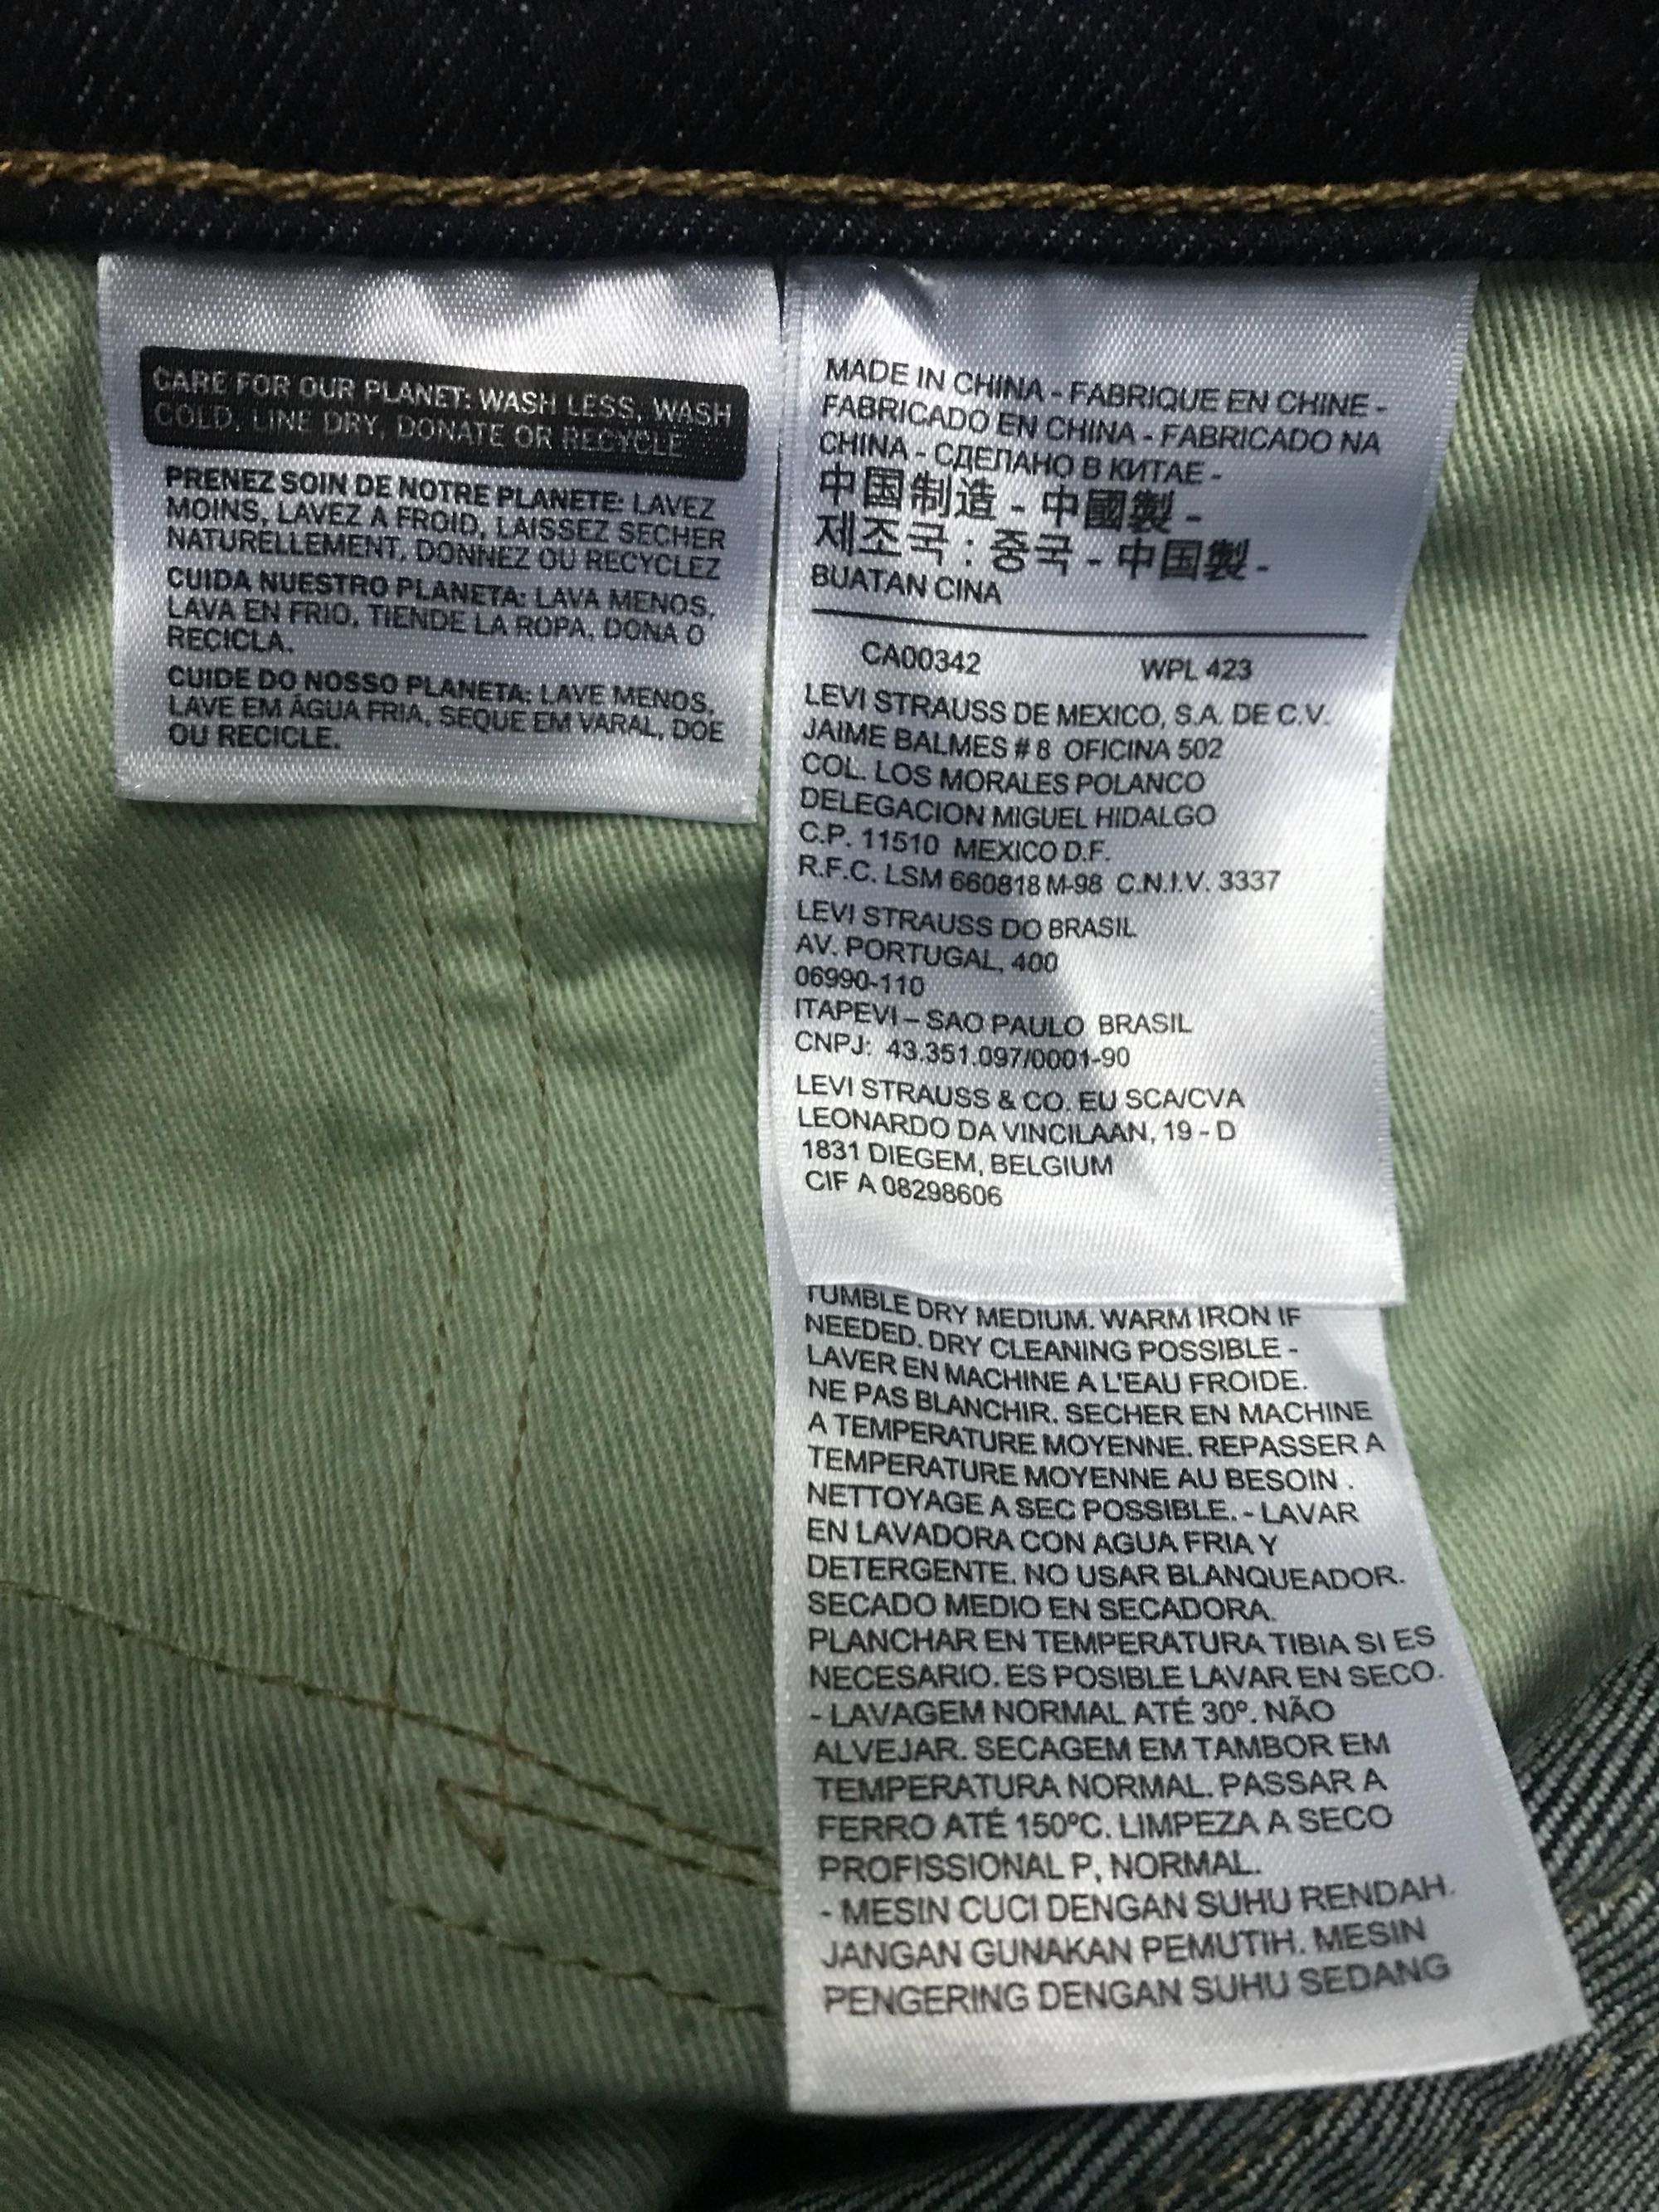 CARE FOR OUR PLANET: WASH LESS, WASH
COLD, LINE DRY, DONATE OR RECYCLE
PRENEZ SOIN DE NOTRE PLANETE: LAVEZ
MOINS, LAVEZ A FROID, LAISSEZ SECHER
NATURELLEMENT, DONNEZ OU RECYCLEZ
CUIDA NUESTRO PLANETA: LAVA MENOS,
LAVA EN FRIO, TIENDE LA ROPA, DONA O
RECICLA.
CUIDE DO NOSSO PLANETA: LAVE MENOS,
LAVE EM ÁGUA FRIA, SEQUE EM VARAL, DOE
OU RECICLE.
MADE IN CHINA - FABRIQUE EN CHINE -
FABRICADO EN CHINA - FABRICADO NA
CHINA - СДЕЛАНО В КИТАЕ -
中国制造 - 中國製 -
제조국 : 중국 - 中国製 -
BUATAN CINA
CA00342 WPL 423
LEVI STRAUSS DE MEXICO, S.A. DE C.V.
JAIME BALMES # 8 OFICINA 502
COL. LOS MORALES POLANCO
DELEGACION MIGUEL HIDALGO
C.P. 11510 MEXICO D.F.
R.F.C. LSM 660818 M-98 C.N.I.V. 3337
LEVI STRAUSS DO BRASIL
AV. PORTUGAL, 400
06990-110
ITAPEVI – SAO PAULO BRASIL
CNPJ: 43.351.097/0001-90
LEVI STRAUSS & CO. EU SCA/CVA
LEONARDO DA VINCILAAN, 19 - D
1831 DIEGEM, BELGIUM
CIF A 08298606
TUMBLE DRY MEDIUM. WARM IRON IF
NEEDED. DRY CLEANING POSSIBLE -
LAVER EN MACHINE A L'EAU FROIDE.
NE PAS BLANCHIR. SECHER EN MACHINE
A TEMPERATURE MOYENNE. REPASSER A
TEMPERATURE MOYENNE AU BESOIN .
NETTOYAGE A SEC POSSIBLE. - LAVAR
EN LAVADORA CON AGUA FRIA Y
DETERGENTE. NO USAR BLANQUEADOR.
SECADO MEDIO EN SECADORA.
PLANCHAR EN TEMPERATURA TIBIA SI ES
NECESARIO. ES POSIBLE LAVAR EN SECO.
- LAVAGEM NORMAL ATÉ 30º. NÃO
ALVEJAR. SECAGEM EM TAMBOR EM
TEMPERATURA NORMAL. PASSAR A
FERRO ATÉ 150ºC. LIMPEZA A SECO
PROFISSIONAL P, NORMAL.
- MESIN CUCI DENGAN SUHU RENDAH.
JANGAN GUNAKAN PEMUTIH. MESIN
PENGERING DENGAN SUHU SEDANG